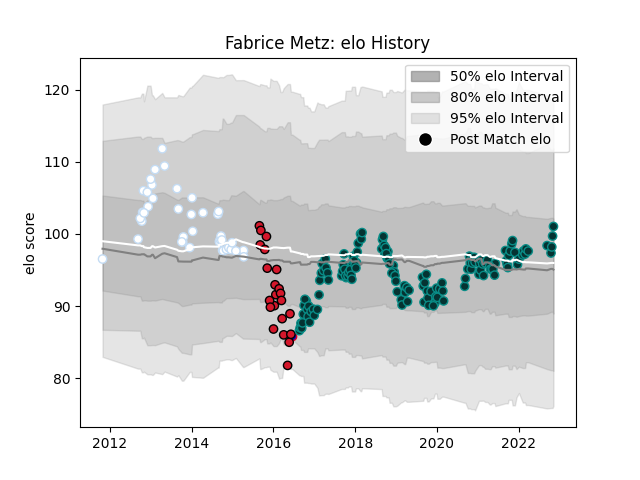 Fabrice Metz: elo History
50% elo Interval
80% elo Interval
95% elo Interval
Post Match elo
elo score
120
110
100
90
80
2012
2014
2016
2018
2020
2022